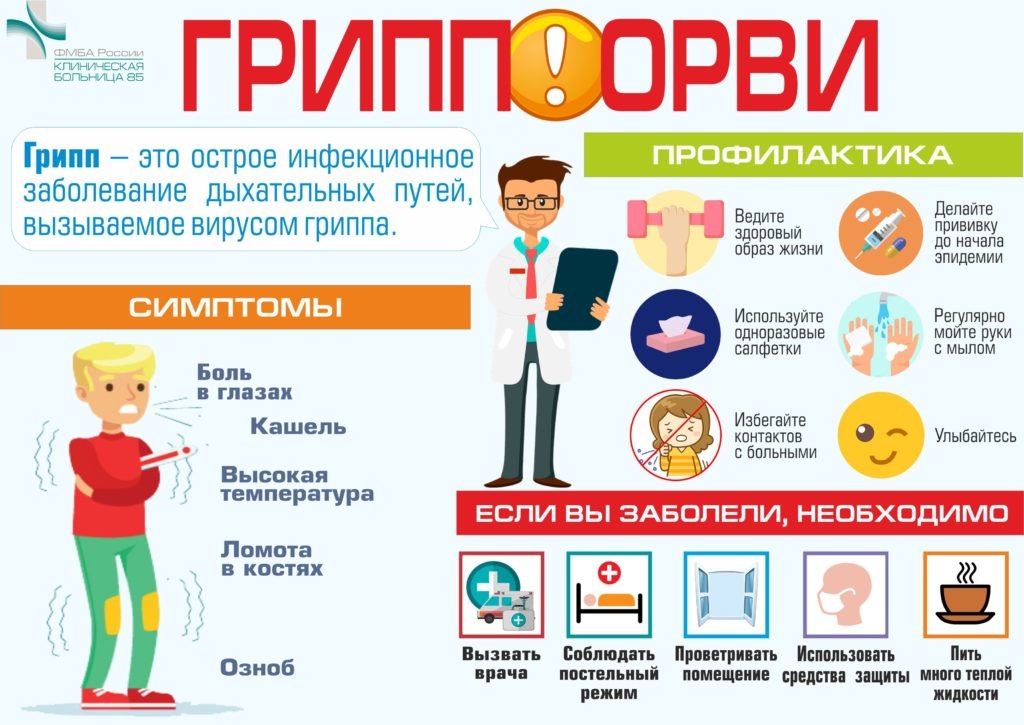 ФМБА России
КЛИНИЧЕСКАЯ
БОЛЬНИЦА 85
ГРИПП ! ОРВИ
Грипп – это острое инфекционное
заболевание дыхательных путей,
вызываемое вирусом гриппа.
СИМПТОМЫ
Боль
в глазах
Кашель
Высокая
температура
Ломота
в костях
Озноб
ПРОФИЛАКТИКА
Ведите
здоровый
образ жизни
Делайте
прививку
до начала
эпидемии
Используйте
одноразовые
салфетки
Регулярно
мойте руки
с мылом
Избегайте
контактов
с больными
Улыбайтесь
ЕСЛИ ВЫ ЗАБОЛЕЛИ, НЕОБХОДИМО
Вызвать
врача
Соблюдать
постельный
режим
Проветривать
помещение
Использовать
средства защиты
Пить
много теплой
жидкости